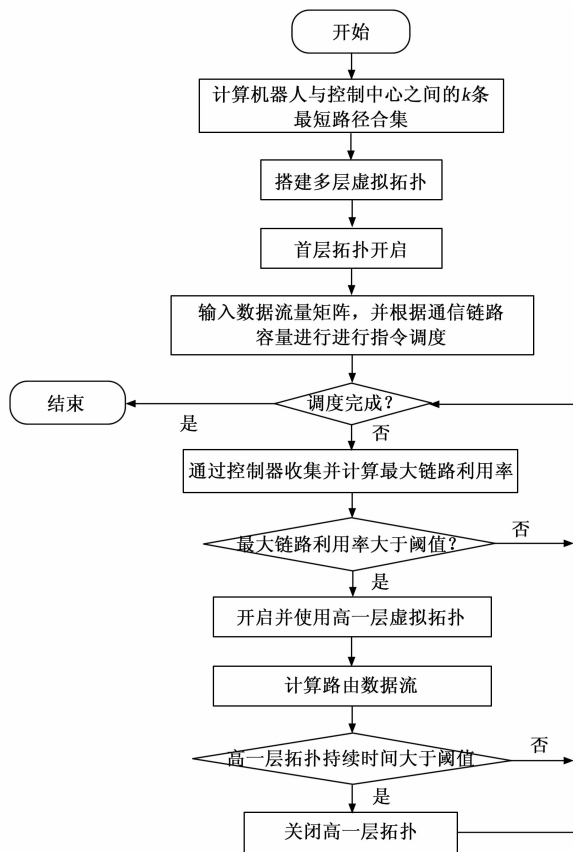 开始
计算机器人与控制中心之间的k条
最短路径合集
搭建多层虚拟拓扑
首层拓扑开启
输入数据流量矩阵，并根据通信链路
容量进行进行指令调度
结束
调度完成？
是
否
通过控制器收集并计算最大链路利用率
最大链路利用率大于阈值？
否
是
开启并使用高一层虚拟拓扑
计算路由数据流
高一层拓扑持续时间大于阈值
否
是
关闭高一层拓扑